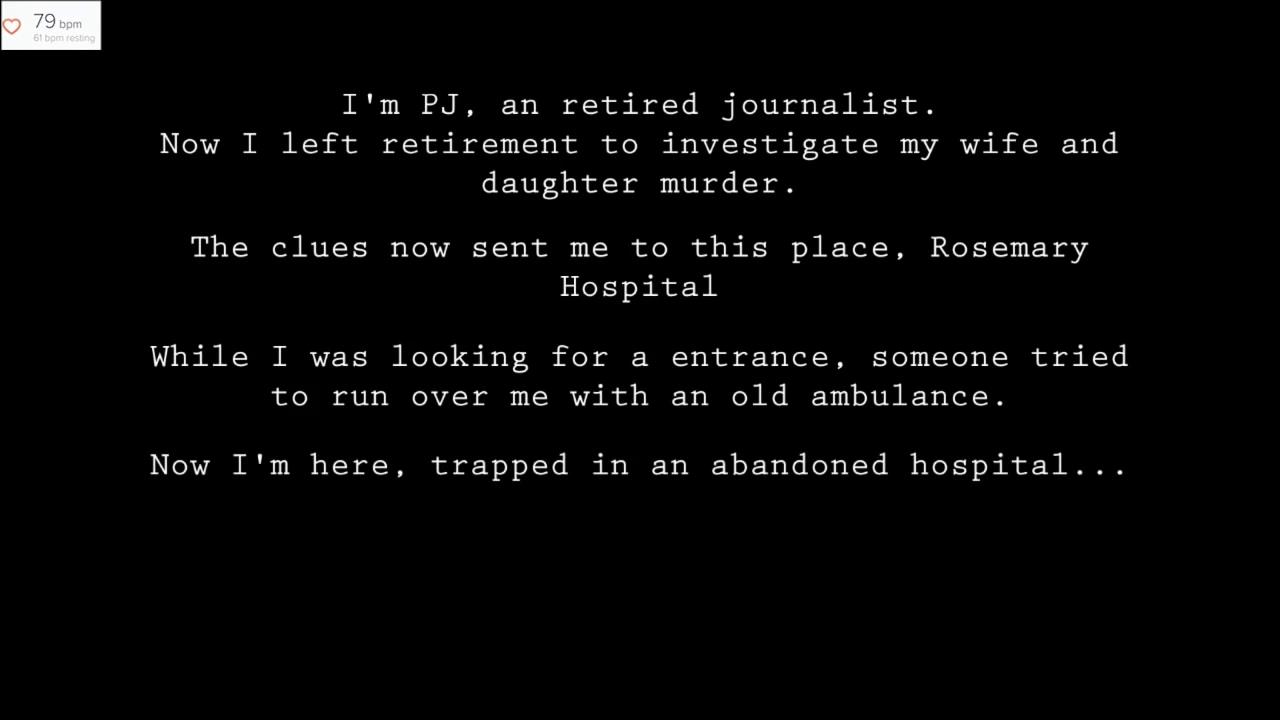 79 bpm
61 bpm resting
I'm PJ, an retired journalist.
Now I left retirement to investigate my wife and
daughter murder.
The clues now sent me to this place, Rosemary
Hospital
While I was looking for a entrance, someone tried
to run over me with an old ambulance.
Now I'm here, trapped in an abandoned hospital...